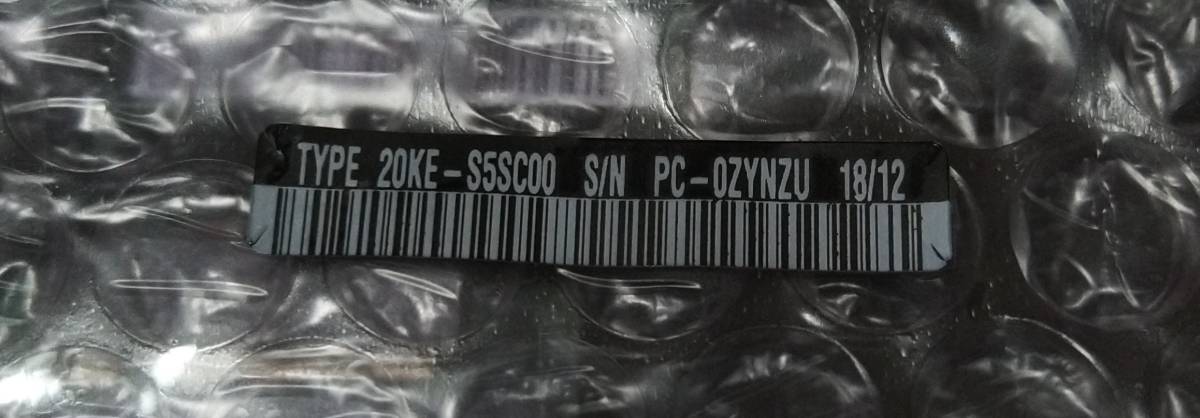 TYPE 20KE-S5SC00 S/N PC-0ZYNZU 18/12